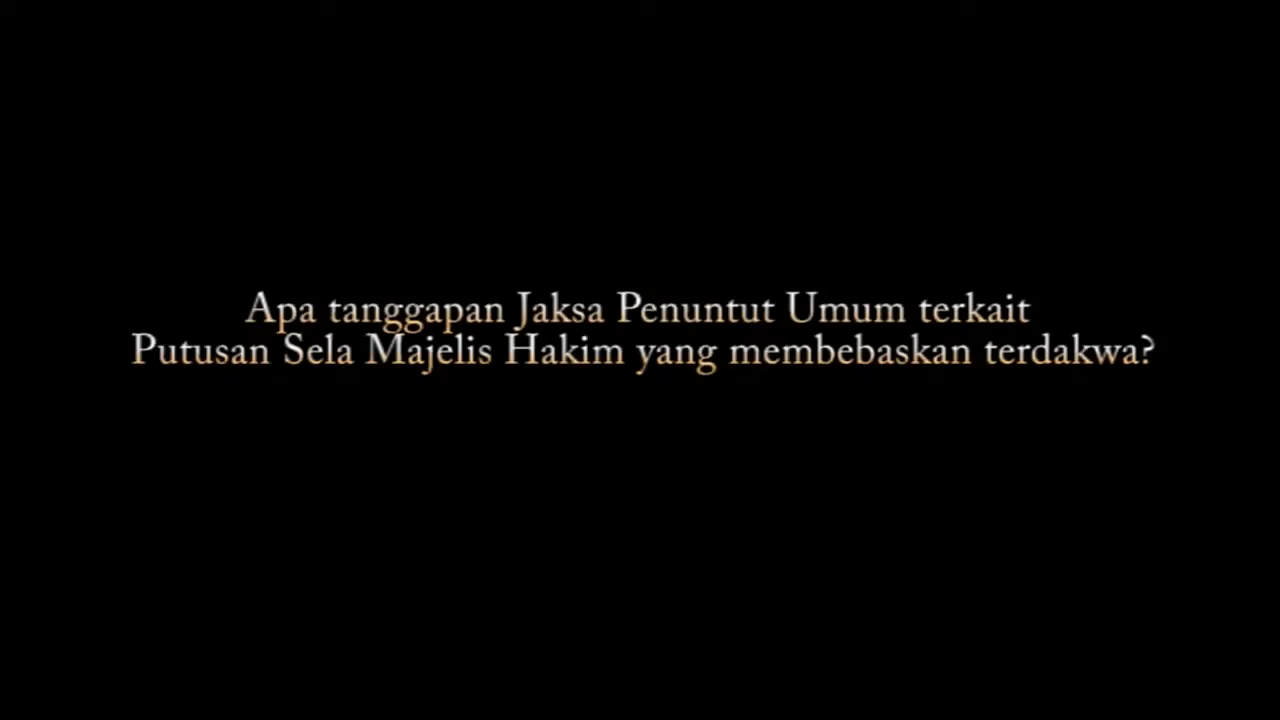 Apa tanggapan Jaksa Penuntut Umum terkait
Putusan Sela Majelis Hakim yang membebaskan terdakwa?